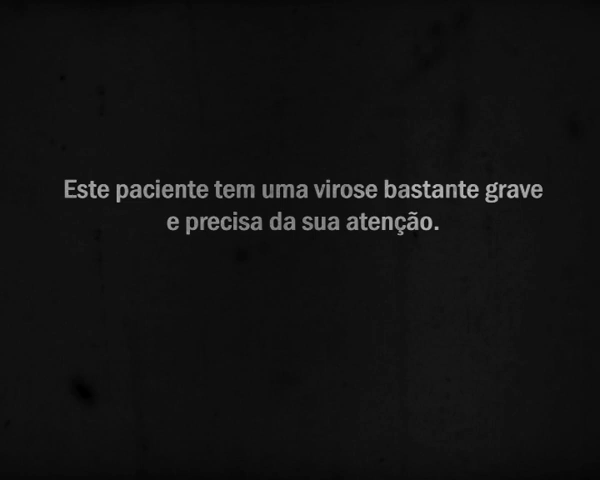 Este paciente tem uma virose bastante grave
e precisa da sua atenção.